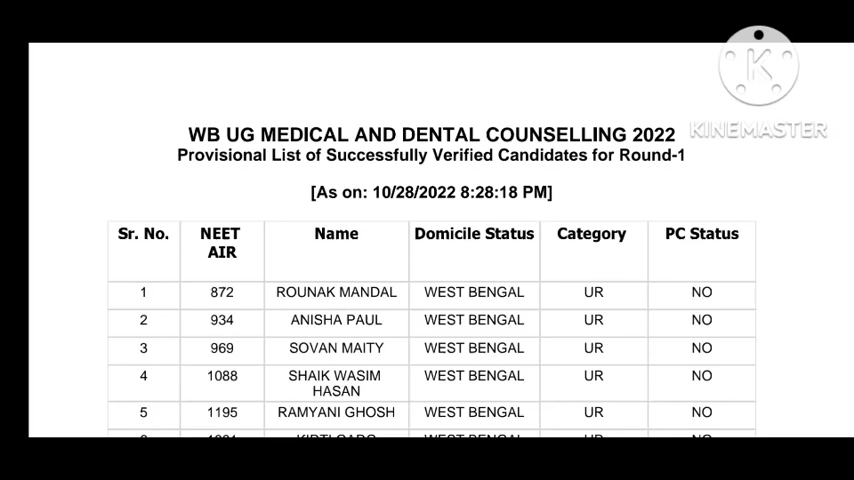 KINEMASTER
WB UG MEDICAL AND DENTAL COUNSELLING 2022
Provisional List of Successfully Verified Candidates for Round-1
[As on: 10/28/2022 8:28:18 PM]
Sr. No. NEET AIR Name Domicile Status Category PC Status
1 872 ROUNAK MANDAL WEST BENGAL UR NO
2 934 ANISHA PAUL WEST BENGAL UR NO
3 969 SOVAN MAITY WEST BENGAL UR NO
4 1088 SHAIK WASIM HASAN WEST BENGAL UR NO
5 1195 RAMYANI GHOSH WEST BENGAL UR NO